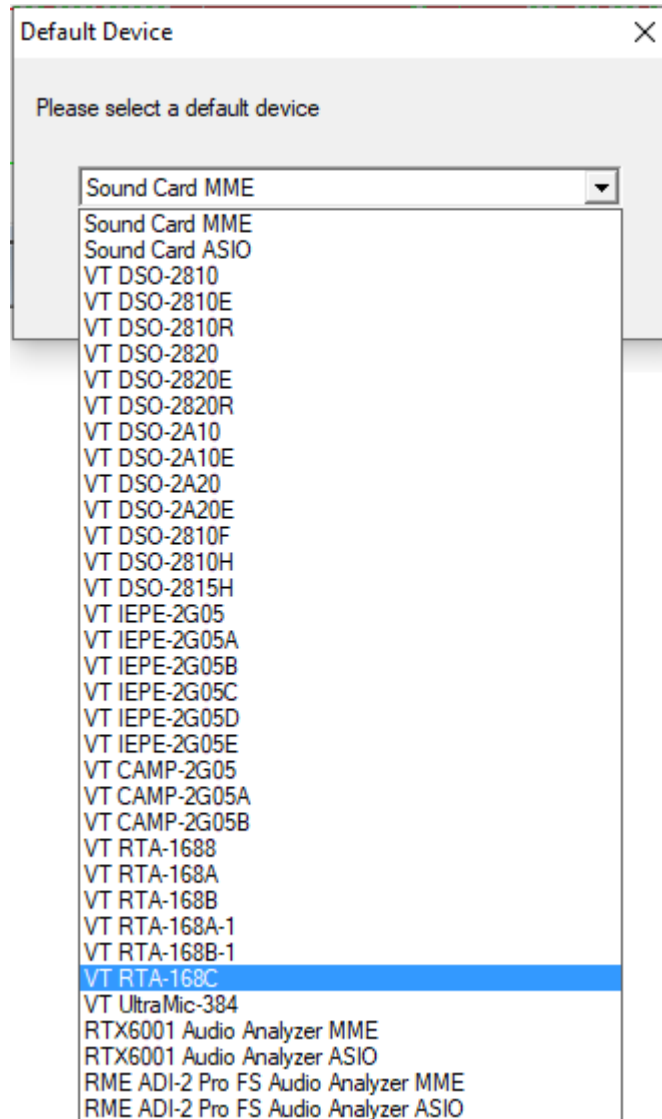 Default Device
Please select a default device
Sound Card MME
Sound Card MME
Sound Card ASIO
VT DSO-2810
VT DSO-2810E
VT DSO-2810R
VT DSO-2820
VT DSO-2820E
VT DSO-2820R
VT DSO-2A10
VT DSO-2A10E
VT DSO-2A20
VT DSO-2A20E
VT DSO-2810F
VT DSO-2810H
VT DSO-2815H
VT IEPE-2G05
VT IEPE-2G05A
VT IEPE-2G05B
VT IEPE-2G05C
VT IEPE-2G05D
VT IEPE-2G05E
VT CAMP-2G05
VT CAMP-2G05A
VT CAMP-2G05B
VT RTA-1688
VT RTA-168A
VT RTA-168B
VT RTA-168A-1
VT RTA-168B-1
VT RTA-168C
VT UltraMic-384
RTX6001 Audio Analyzer MME
RTX6001 Audio Analyzer ASIO
RME ADI-2 Pro FS Audio Analyzer MME
RME ADI-2 Pro FS Audio Analyzer ASIO